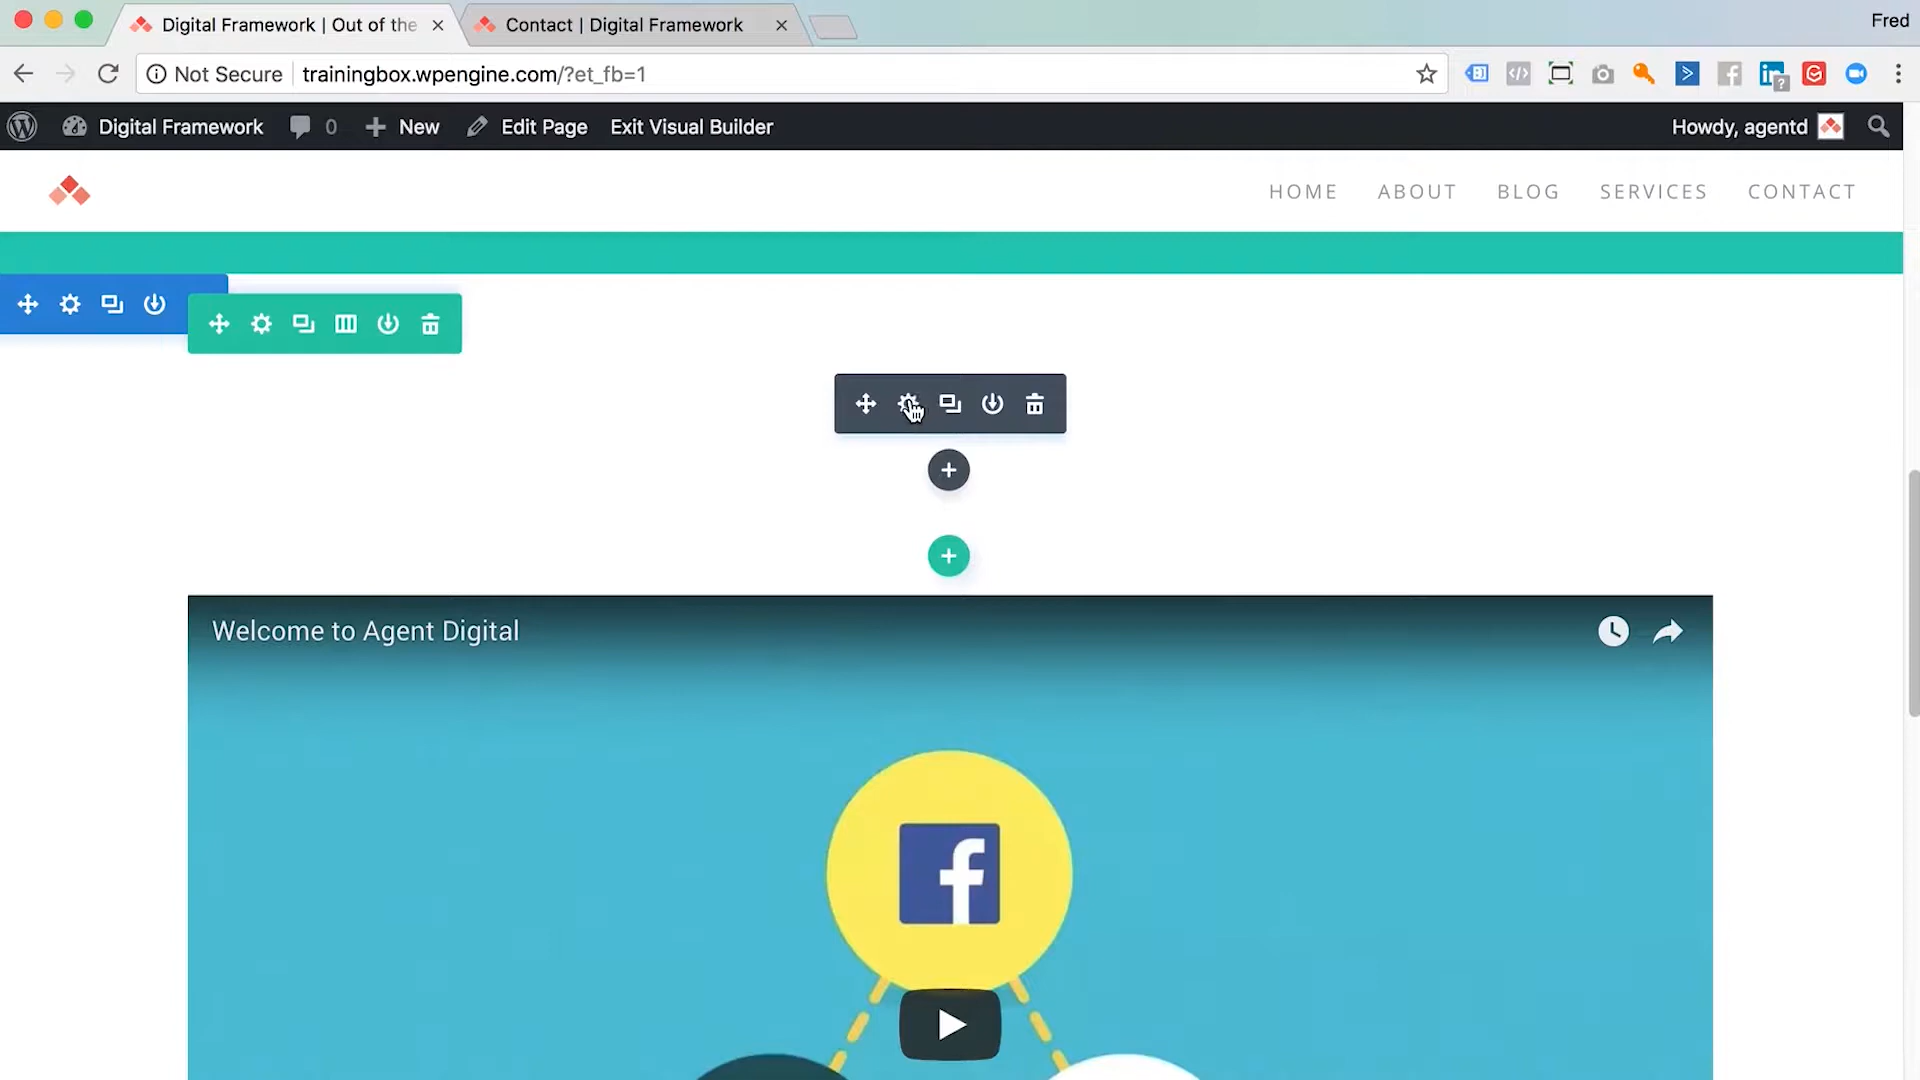 Fred
Digital Framework | Out of the
Contact | Digital Framework
Not Secure
trainingbox.wpengine.com/?et_fb=1
Digital Framework
0
New
Edit Page
Exit Visual Builder
Howdy, agentd
HOME
ABOUT
BLOG
SERVICES
CONTACT
Welcome to Agent Digital